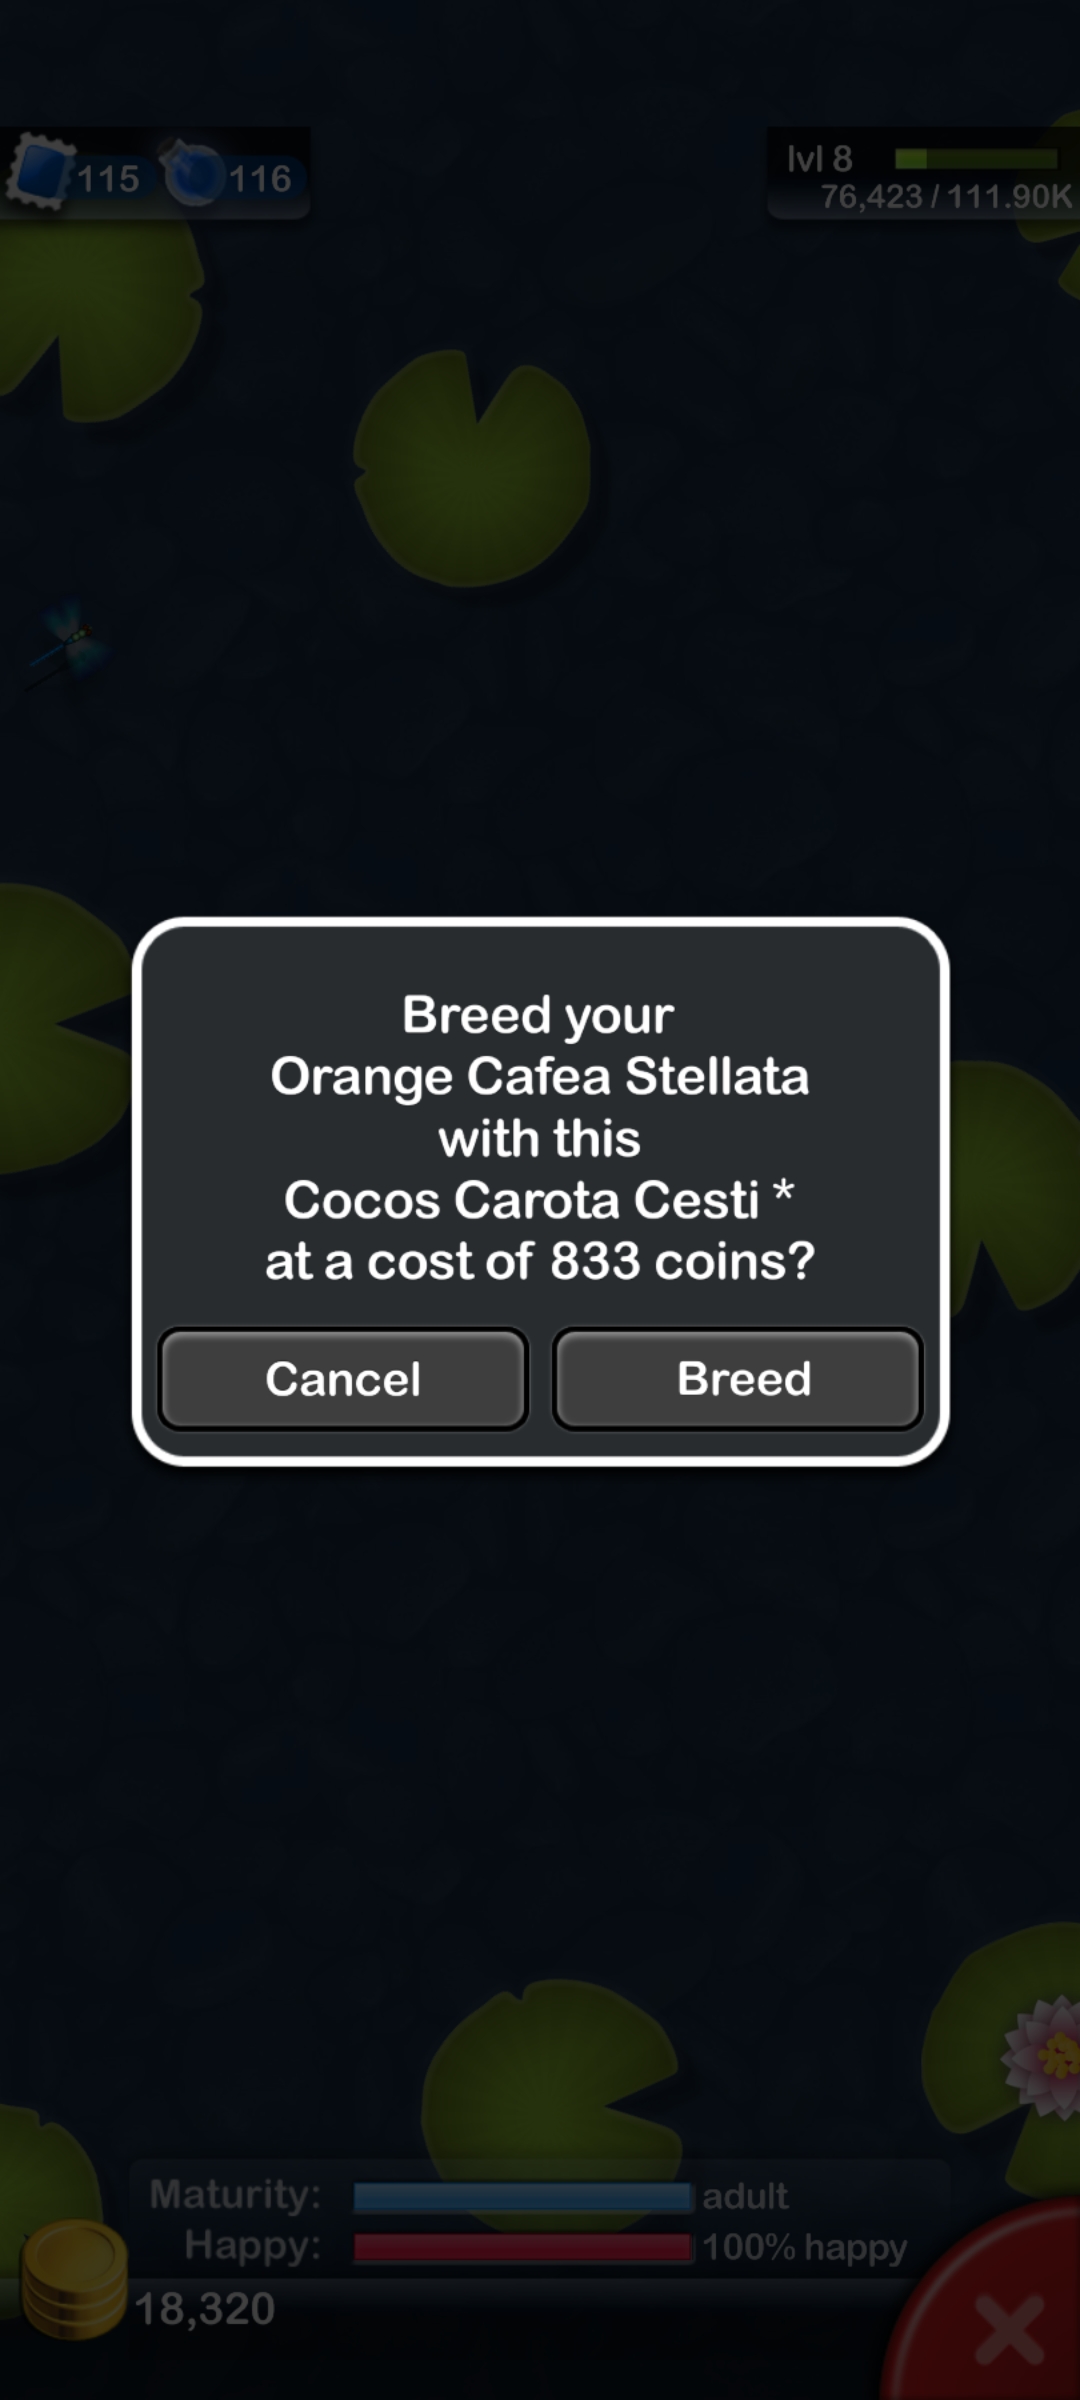 115
116
lvl 8
76,423 / 111.90K
Breed your
Orange Cafea Stellata
with this
Cocos Carota Cesti *
at a cost of 833 coins?
Cancel
Breed
Maturity:
adult
Happy:
100% happy
18,320